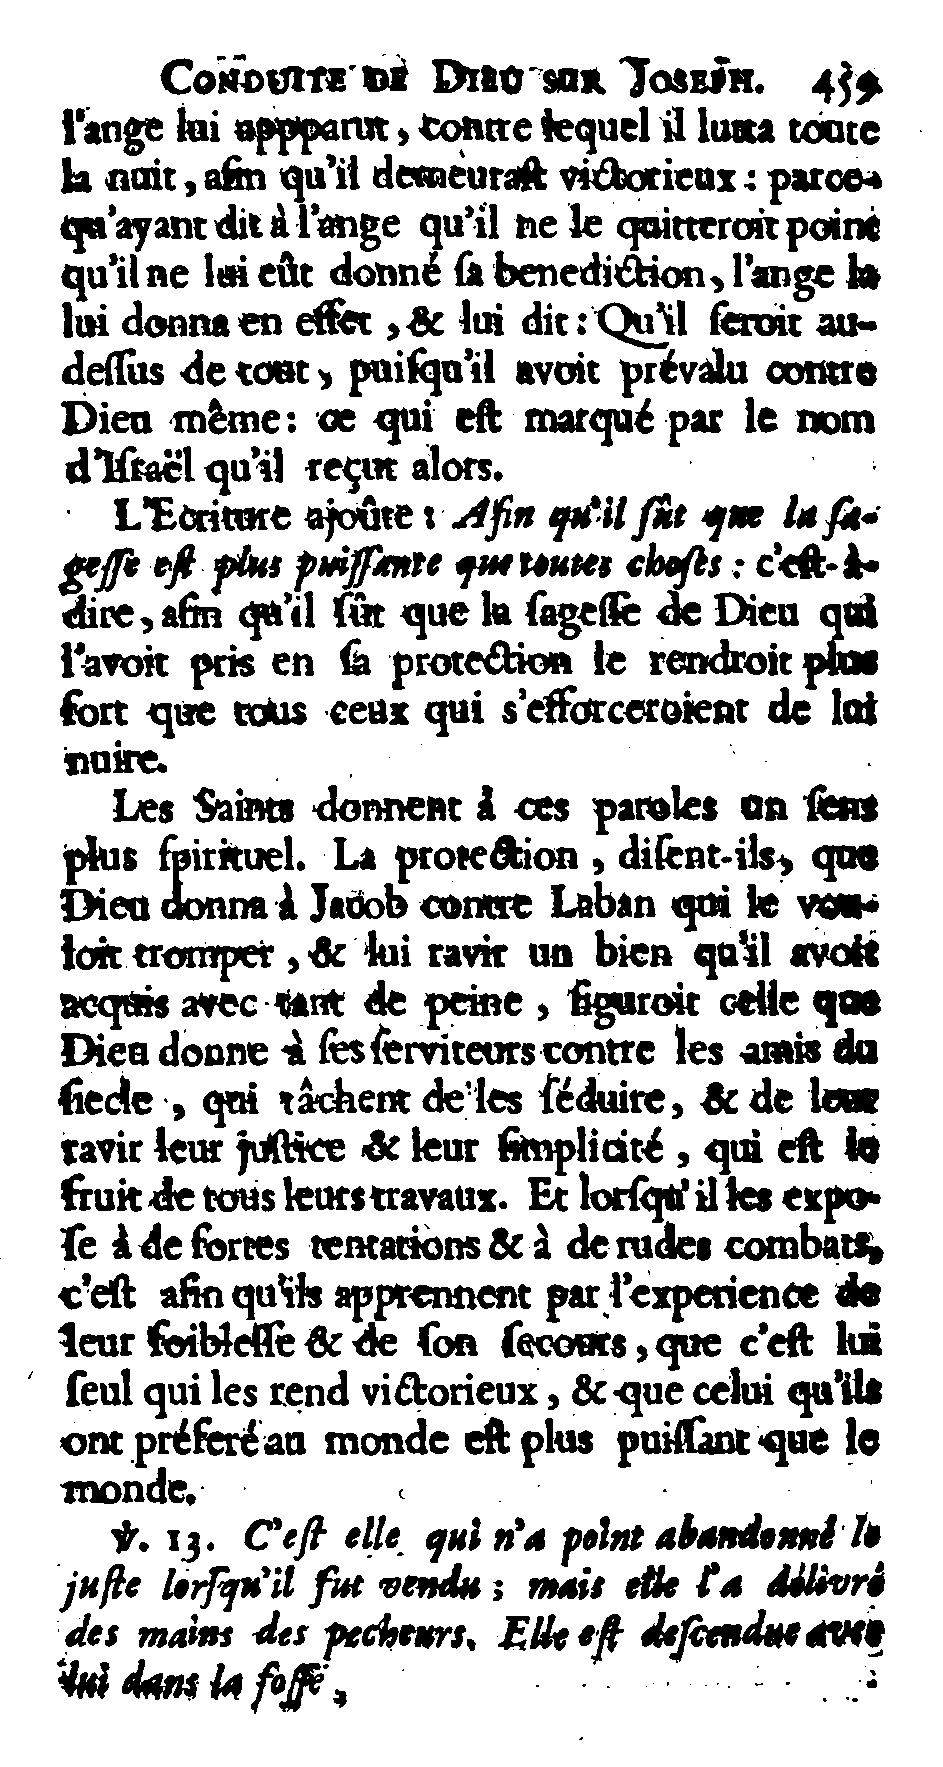 CONDUITE DE DIEU SUR JOSEPH. 459
l'ange lui uppparut, contre lequel il lutta toute
la nuit, afin qu'il demeuraſt victorieux : parce-
qu'ayant dit à l'ange qu'il ne le quitteroit point
qu'il ne lui eût donné ſa benediction, l'ange la
lui donna en effet, & lui dit : Qu'il ſeroit au-
deſſus de tout, puiſqu'il avoit prévalu contre
Dieu même : ce qui eſt marqué par le nom
d'Iſraël qu'il reçut alors.
L'Ecriture ajoûte : Afin qu'il ſût que la ſa-
geſſe eſt plus puiſſante que toutes choſes : c'eſt-à-
dire, afin qu'il ſût que la ſageſſe de Dieu qui
l'avoit pris en ſa protection le rendroit plus
fort que tous ceux qui s'efforceroient de lui
nuire.
Les Saints donnent à ces paroles un ſens
plus ſpirituel. La protection, diſent-ils, que
Dieu donna à Jacob contre Laban qui le vou-
loit tromper, & lui ravir un bien qu'il avoit
acquis avec tant de peine, figuroit celle que
Dieu donne à ſes ſerviteurs contre les amis du
ſiecle, qui tâchent de les ſéduire, & de leur
ravir leur juſtice & leur ſimplicité, qui eſt le
fruit de tous leurs travaux. Et lorſqu'il les expo-
ſe à de fortes tentations & à de rudes combats,
c'eſt afin qu'ils apprennent par l'experience de
leur foibleſſe & de ſon ſecours, que c'eſt lui
ſeul qui les rend victorieux, & que celui qu'ils
ont préferé au monde eſt plus puiſſant que le
monde.
℣. 13. C'eſt elle qui n'a point abandonné le
juſte lorſqu'il fut vendu ; mais elle l'a délivré
des mains des pecheurs. Elle eſt deſcendue avec
lui dans la foſſe,